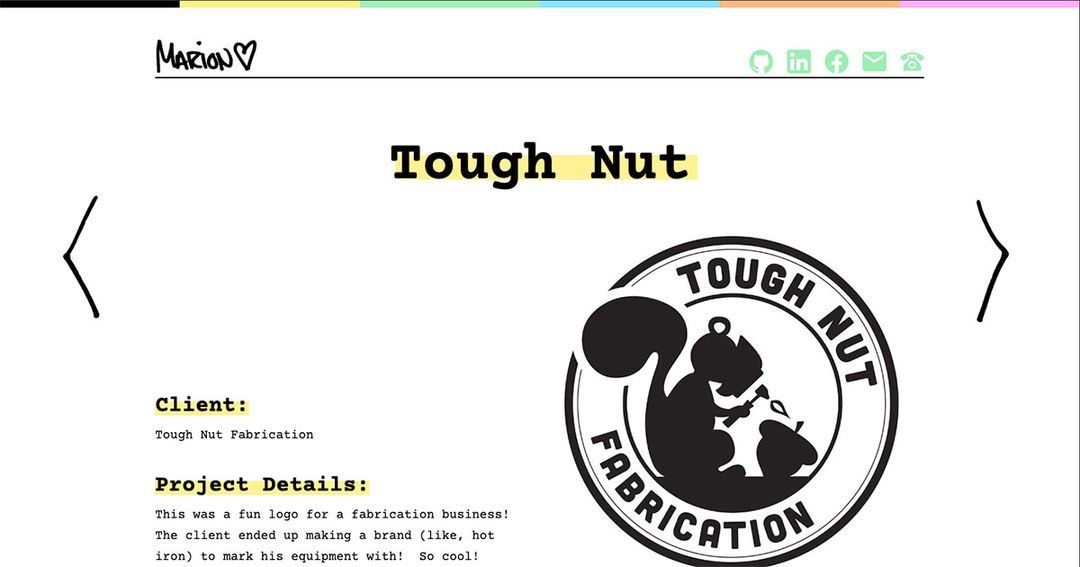 MARION
Tough Nut
TOUGH NUT
FABRICATION
Client:
Tough Nut Fabrication
Project Details:
This was a fun logo for a fabrication business!
The client ended up making a brand (like, hot
iron) to mark his equipment with!  So cool!